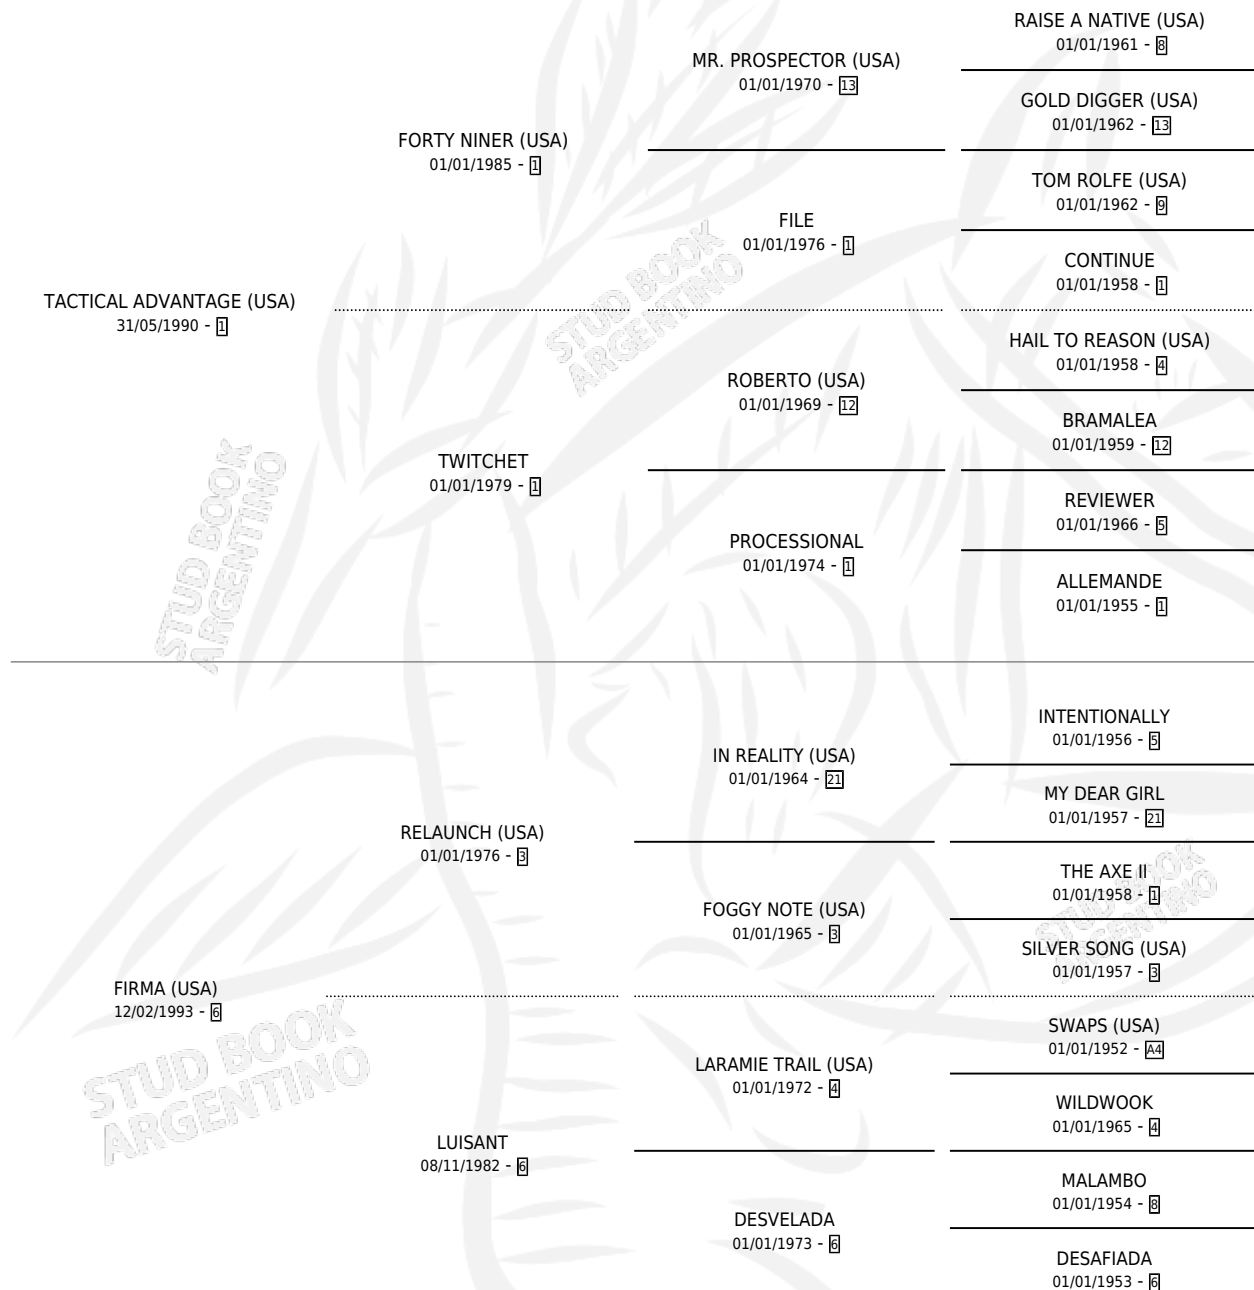 RAISE A NATIVE (USA)
01/01/1961 - 8
MR. PROSPECTOR (USA)
01/01/1970 - 13
GOLD DIGGER (USA)
01/01/1962 - 13
FORTY NINER (USA)
01/01/1985 - 1
TOM ROLFE (USA)
01/01/1962 - 9
FILE
01/01/1976 - 1
CONTINUE
01/01/1958 - 1
TACTICAL ADVANTAGE (USA)
31/05/1990 - 1
HAIL TO REASON (USA)
01/01/1958 - 4
ROBERTO (USA)
01/01/1969 - 12
BRAMALEA
01/01/1959 - 12
TWITCHET
01/01/1979 - 1
REVIEWER
01/01/1966 - 5
PROCESSIONAL
01/01/1974 - 1
ALLEMANDE
01/01/1955 - 1
INTENTIONALLY
01/01/1956 - 5
IN REALITY (USA)
01/01/1964 - 21
MY DEAR GIRL
01/01/1957 - 21
RELAUNCH (USA)
01/01/1976 - 3
THE AXE II
01/01/1958 - 1
FOGGY NOTE (USA)
01/01/1965 - 3
SILVER SONG (USA)
01/01/1957 - 3
FIRMA (USA)
12/02/1993 - 6
SWAPS (USA)
01/01/1952 - A4
LARAMIE TRAIL (USA)
01/01/1972 - 4
WILDWOOK
01/01/1965 - 4
LUISANT
08/11/1982 - 6
MALAMBO
01/01/1954 - 8
DESVELADA
01/01/1973 - 6
DESAFIADA
01/01/1953 - 6
STUD BOOK
ARGENTINO
STUD BOOK
ARGENTINO
STUD BOOK
ARGENTINO
STUD BOOK
ARGENTINO